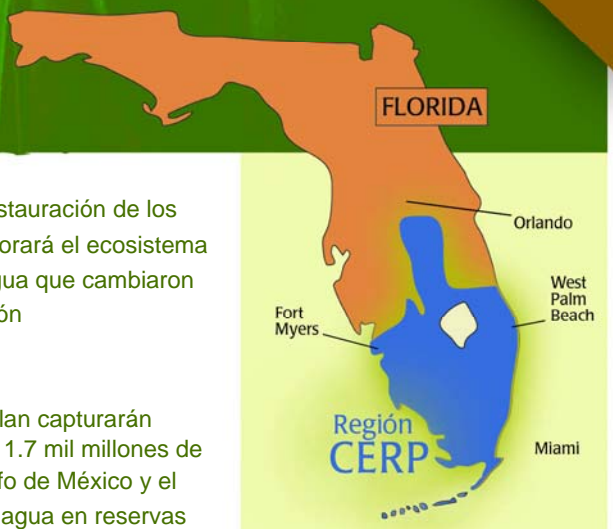 FLORIDA
Orlando
West
Palm
Beach
Fort
Myers
Región
CERP
Miami
stauración de los
orará el ecosistema
gua que cambiaron
ón
lan capturarán
1.7 mil millones de
fo de México y el
agua en reservas